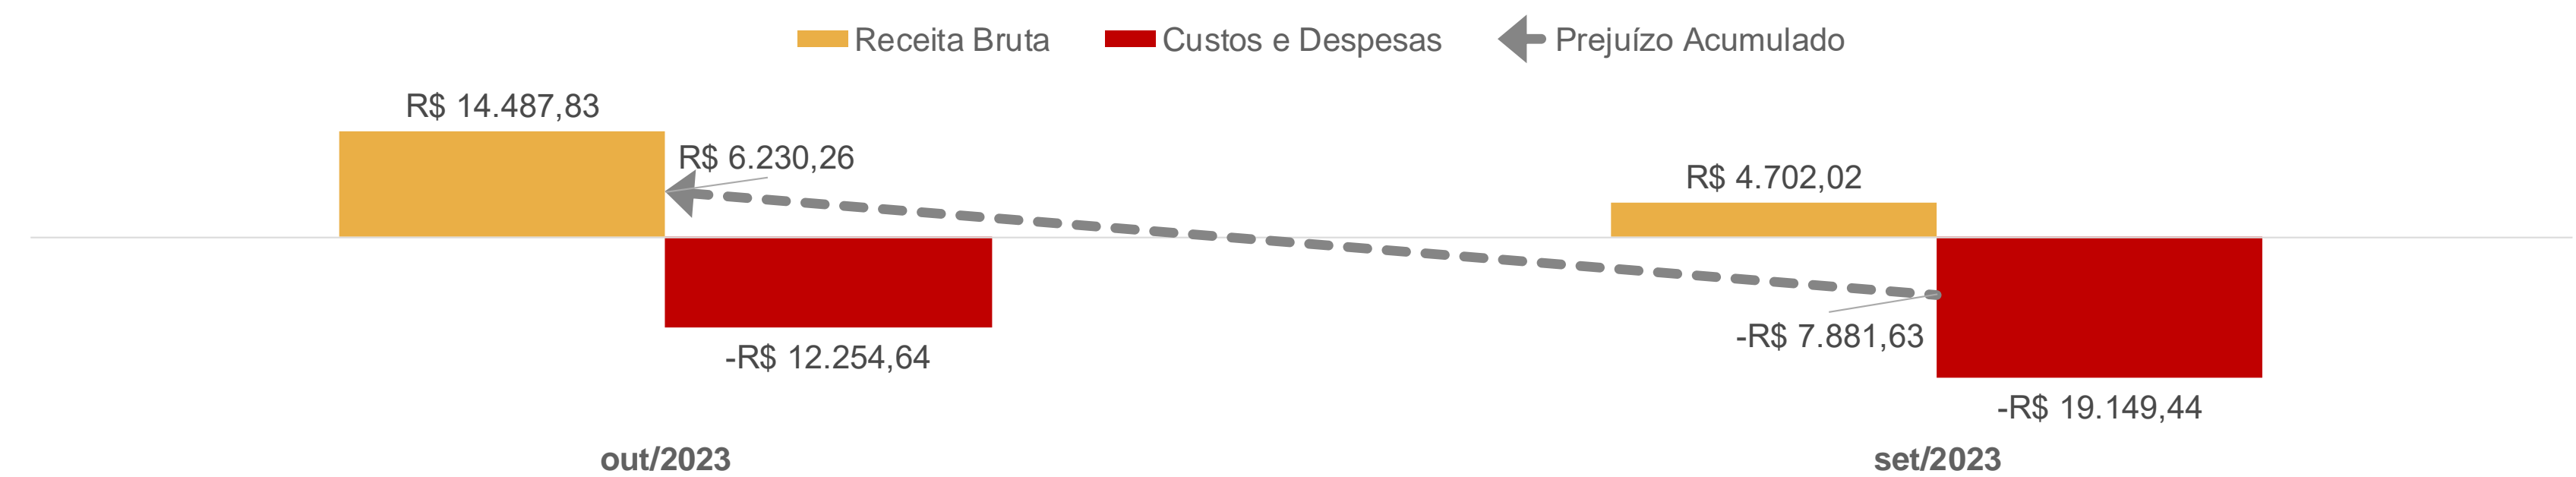 Receita Bruta Custos e Despesas Prejuízo Acumulado
R$ 14.487,83
R$ 6.230,26
R$ 4.702,02
-R$ 7.881,63
-R$ 12.254,64
-R$ 19.149,44
out/2023 set/2023